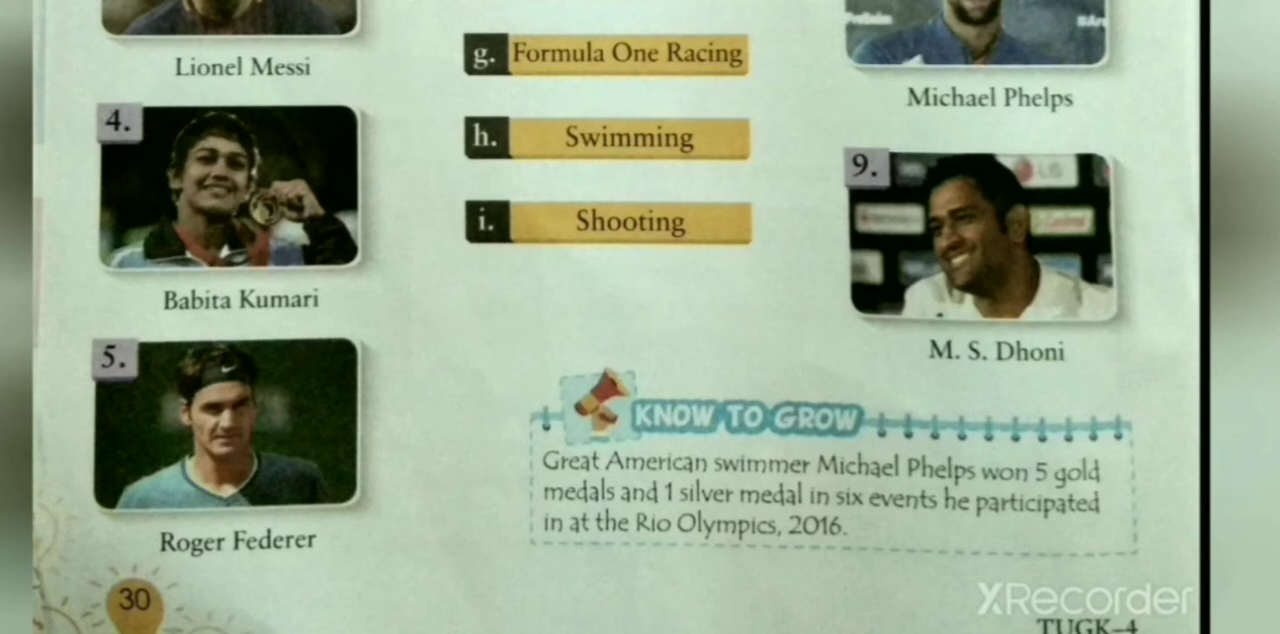 Lionel Messi
4.
Babita Kumari
5.
Roger Federer
g. Formula One Racing
h. Swimming
i. Shooting
Michael Phelps
9.
M. S. Dhoni
KNOW TO GROW
Great American swimmer Michael Phelps won 5 gold
medals and 1 silver medal in six events he participated
in at the Rio Olympics, 2016.
30
XRecorder
TUGK–4